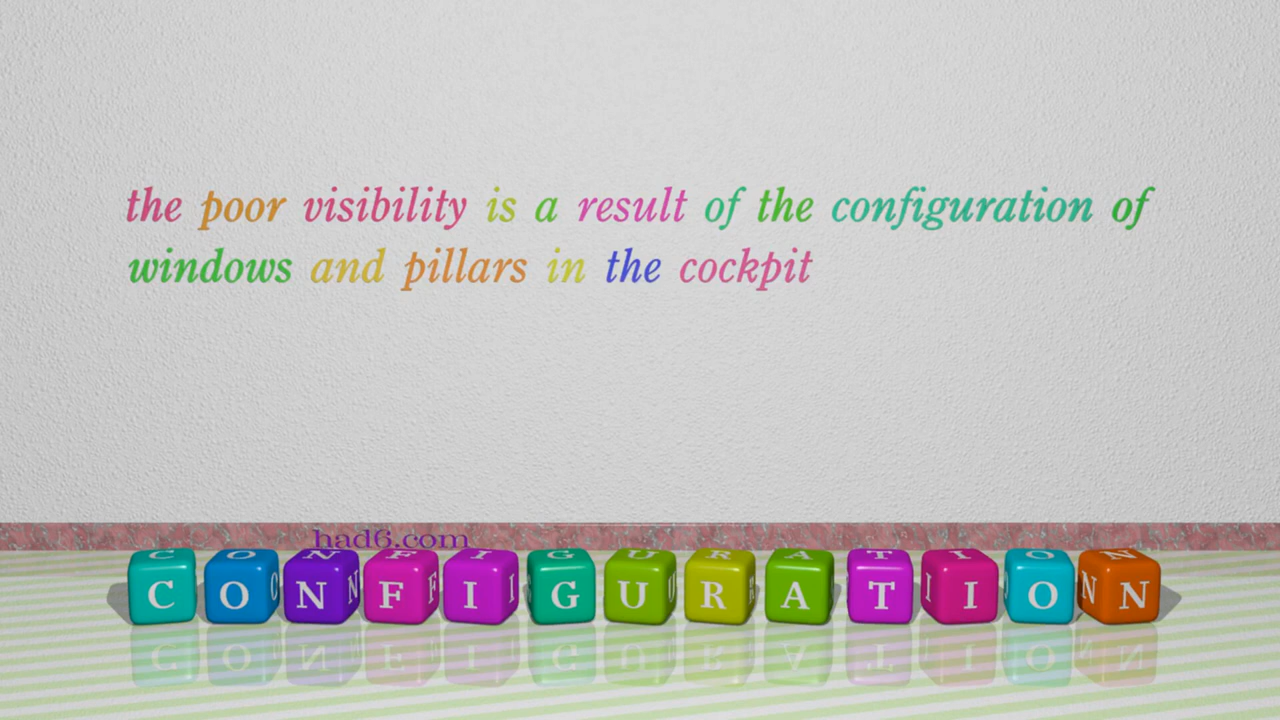 the poor visibility is a result of the configuration of
windows and pillars in the cockpit
had6.com
CONFIGURATION